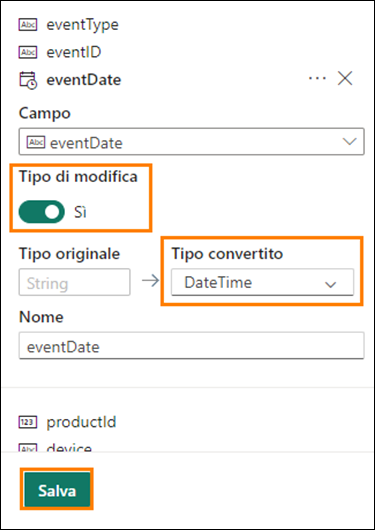 Abc eventType
Abc eventID
eventDate ...
Campo
Abc eventDate
Tipo di modifica
Sì
Tipo originale Tipo convertito
String DateTime
Nome
eventDate
123 productId
Abc device
Salva